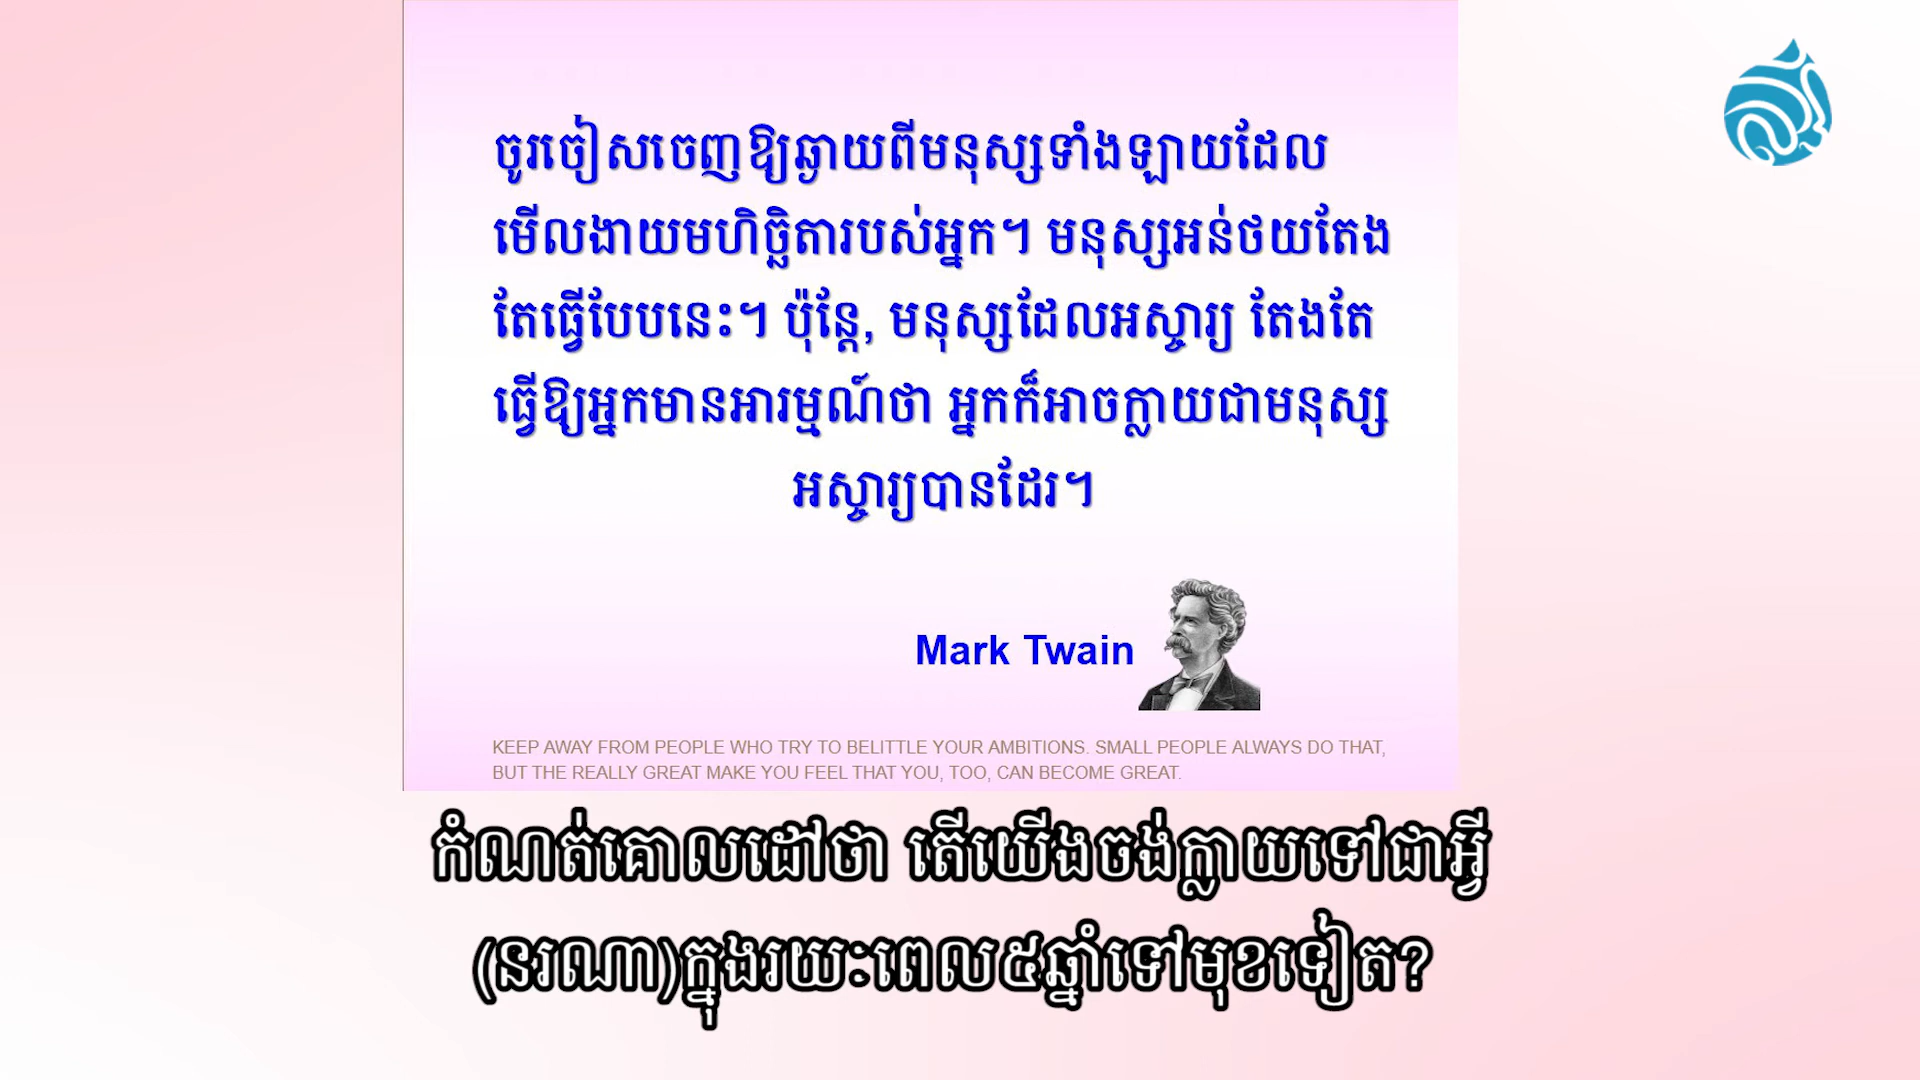 ចូរចៀសចេញឱ្យឆ្ងាយពីមនុស្សទាំងឡាយដែល
មើលងាយមហិច្ឆិតារបស់អ្នក។ មនុស្សអន់ថយតែង
តែធ្វើបែបនេះ។ ប៉ុន្តែ, មនុស្សដែលអស្ចារ្យ តែងតែ
ធ្វើឱ្យអ្នកមានអារម្មណ៍ថា អ្នកក៏អាចក្លាយជាមនុស្ស
អស្ចារ្យបានដែរ។
Mark Twain
KEEP AWAY FROM PEOPLE WHO TRY TO BELITTLE YOUR AMBITIONS. SMALL PEOPLE ALWAYS DO THAT,
BUT THE REALLY GREAT MAKE YOU FEEL THAT YOU, TOO, CAN BECOME GREAT.
កំណត់គោលដៅថា តើយើងចង់ក្លាយទៅជាអ្វី
(នរណា)ក្នុងរយៈពេល៥ឆ្នាំទៅមុខទៀត?